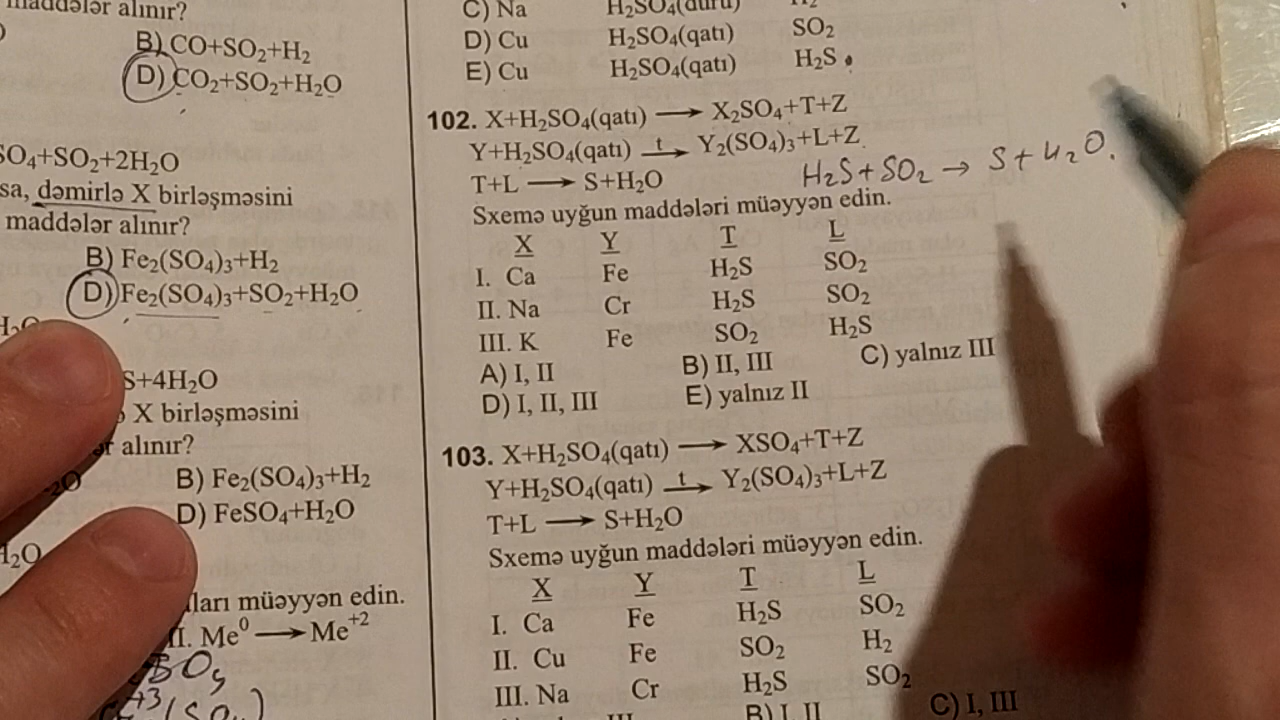 maddələr alınır?
B) CO+SO₂+H₂
D) CO₂+SO₂+H₂O
SO₄+SO₂+2H₂O
sa, dəmirlə X birləşməsini
maddələr alınır?
B) Fe₂(SO₄)₃+H₂
D) Fe₂(SO₄)₃+SO₂+H₂O
S+4H₂O
X birləşməsini
alınır?
B) Fe₂(SO₄)₃+H₂
D) FeSO₄+H₂O
H₂O
ları müəyyən edin.
II. Me⁰ → Me⁺²
C) Na H₂SO₄(duru)
D) Cu H₂SO₄(qatı) SO₂
E) Cu H₂SO₄(qatı) H₂S
102. X+H₂SO₄(qatı) → X₂SO₄+T+Z
Y+H₂SO₄(qatı) →t Y₂(SO₄)₃+L+Z
T+L → S+H₂O H₂S+SO₂ → S+H₂O.
Sxemə uyğun maddələri müəyyən edin.
X Y T L
I. Ca Fe H₂S SO₂
II. Na Cr H₂S SO₂
III. K Fe SO₂ H₂S
A) I, II B) II, III C) yalnız III
D) I, II, III E) yalnız II
103. X+H₂SO₄(qatı) → XSO₄+T+Z
Y+H₂SO₄(qatı) →t Y₂(SO₄)₃+L+Z
T+L → S+H₂O
Sxemə uyğun maddələri müəyyən edin.
X Y T L
I. Ca Fe H₂S SO₂
II. Cu Fe SO₂ H₂
III. Na Cr H₂S SO₂
B) I, II C) I, III